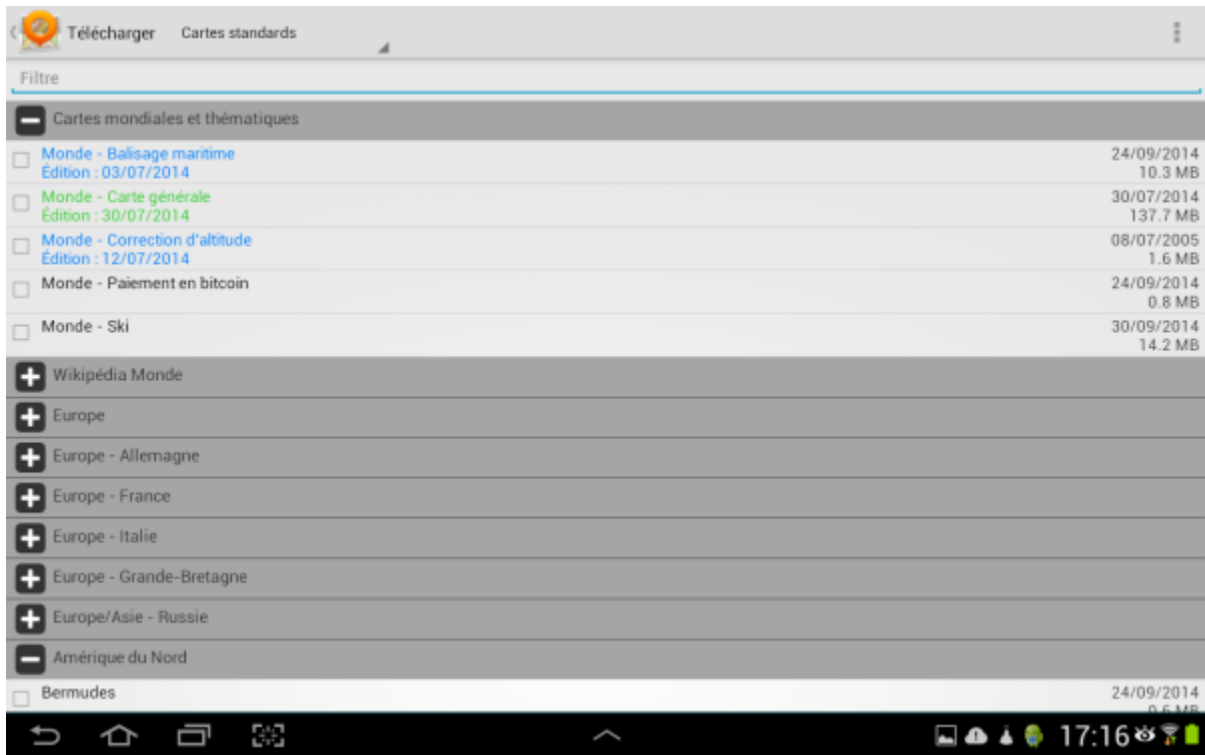 Télécharger Cartes standards
Filtre
Cartes mondiales et thématiques
Monde - Balisage maritime 24/09/2014
Édition : 03/07/2014 10.3 MB
Monde - Carte générale 30/07/2014
Édition : 30/07/2014 137.7 MB
Monde - Correction d'altitude 08/07/2005
Édition : 12/07/2014 1.6 MB
Monde - Paiement en bitcoin 24/09/2014
0.8 MB
Monde - Ski 30/09/2014
14.2 MB
Wikipédia Monde
Europe
Europe - Allemagne
Europe - France
Europe - Italie
Europe - Grande-Bretagne
Europe/Asie - Russie
Amérique du Nord
Bermudes 24/09/2014
0.6 MB
17:16